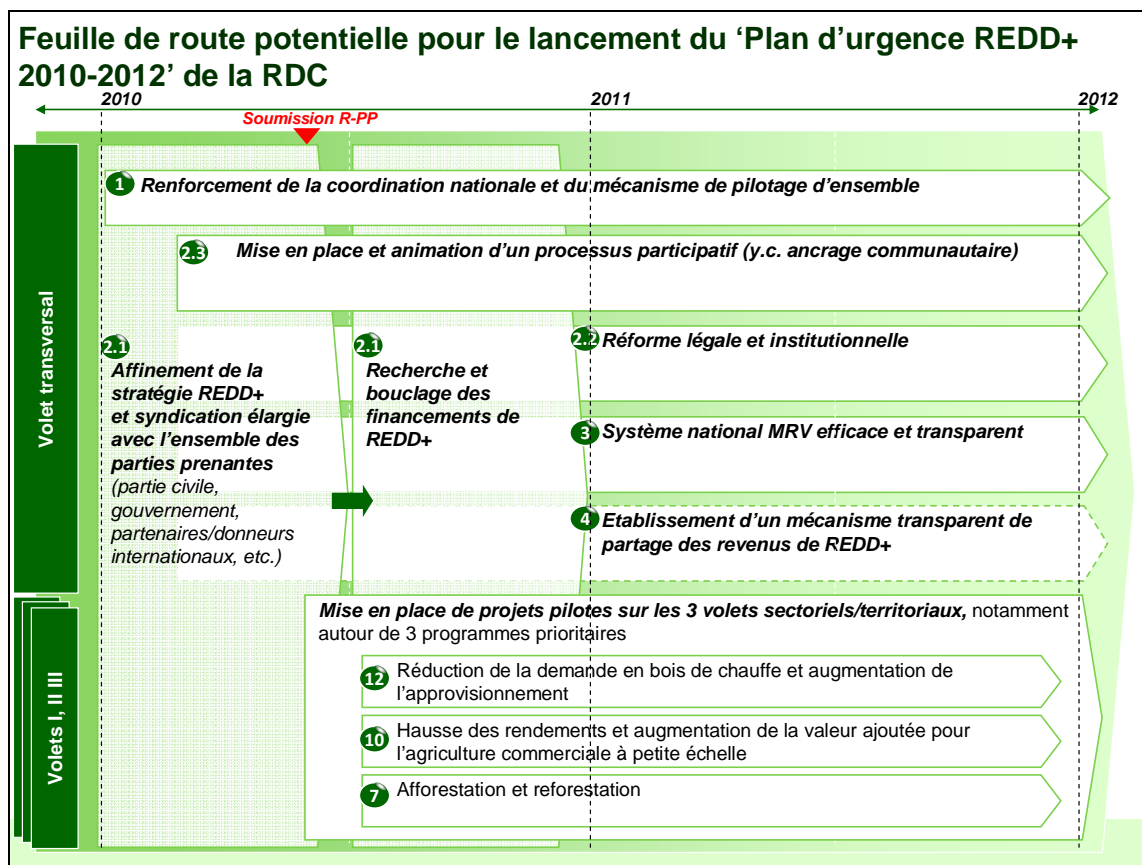 Feuille de route potentielle pour le lancement du ‘Plan d’urgence REDD+
2010-2012’ de la RDC
2010
2011
2012
Soumission R-PP
Volet transversal
1
Renforcement de la coordination nationale et du mécanisme de pilotage d’ensemble
2.3
Mise en place et animation d’un processus participatif (y.c. ancrage communautaire)
2.1
Affinement de la
stratégie REDD+
et syndication élargie
avec l’ensemble des
parties prenantes
(partie civile,
gouvernement,
partenaires/donneurs
internationaux, etc.)
2.1
Recherche et
bouclage des
financements de
REDD+
2.2
Réforme légale et institutionnelle
3
Système national MRV efficace et transparent
4
Etablissement d’un mécanisme transparent de
partage des revenus de REDD+
Volets I, II III
Mise en place de projets pilotes sur les 3 volets sectoriels/territoriaux, notamment
autour de 3 programmes prioritaires
12
Réduction de la demande en bois de chauffe et augmentation de
l’approvisionnement
10
Hausse des rendements et augmentation de la valeur ajoutée pour
l’agriculture commerciale à petite échelle
7
Afforestation et reforestation